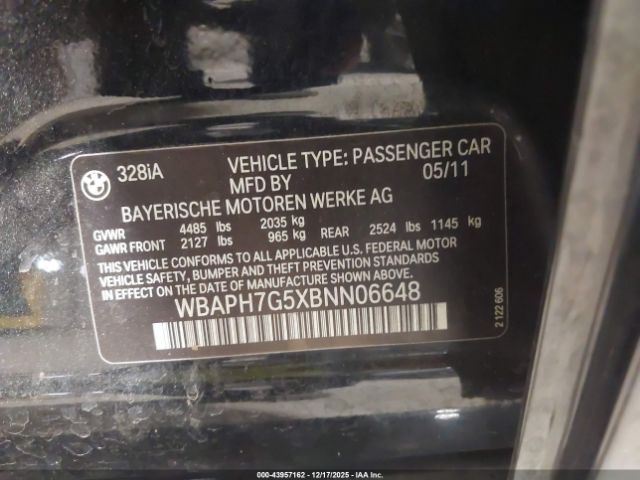 328iA VEHICLE TYPE: PASSENGER CAR
MFD BY 05/11
BAYERISCHE MOTOREN WERKE AG
GVWR 4485 lbs 2035 kg
GAWR FRONT 2127 lbs 965 kg REAR 2524 lbs 1145 kg
THIS VEHICLE CONFORMS TO ALL APPLICABLE U.S. FEDERAL MOTOR
VEHICLE SAFETY, BUMPER AND THEFT PREVENTION STANDARDS
IN EFFECT ON THE DATE OF MANUFACTURE SHOWN ABOVE.
WBAPH7G5XBNN06648
2 122 606
000-43957162 - 12/17/2025 - IAA Inc.